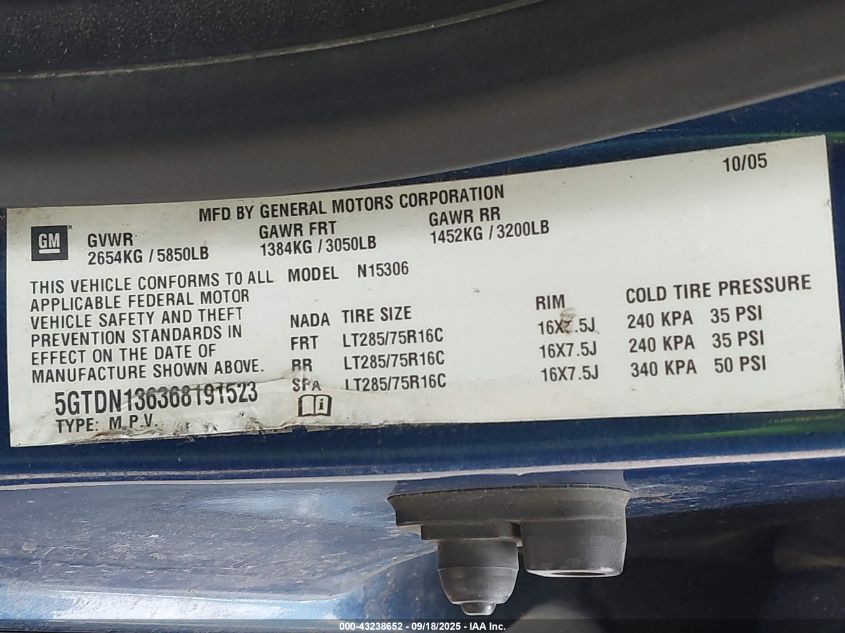 10/05
MFD BY GENERAL MOTORS CORPORATION
GM
GVWR GAWR FRT GAWR RR
2654KG / 5850LB 1384KG / 3050LB 1452KG / 3200LB
THIS VEHICLE CONFORMS TO ALL
APPLICABLE FEDERAL MOTOR
VEHICLE SAFETY AND THEFT
PREVENTION STANDARDS IN
EFFECT ON THE DATE OF
MANUFACTURE SHOWN ABOVE.
5GTDN136368191523
TYPE: M.P.V.
MODEL N15306
NADA TIRE SIZE RIM COLD TIRE PRESSURE
FRT LT285/75R16C 16X7.5J 240 KPA 35 PSI
RR LT285/75R16C 16X7.5J 240 KPA 35 PSI
SPA LT285/75R16C 16X7.5J 340 KPA 50 PSI
000-43238652 - 09/18/2025 - IAA Inc.